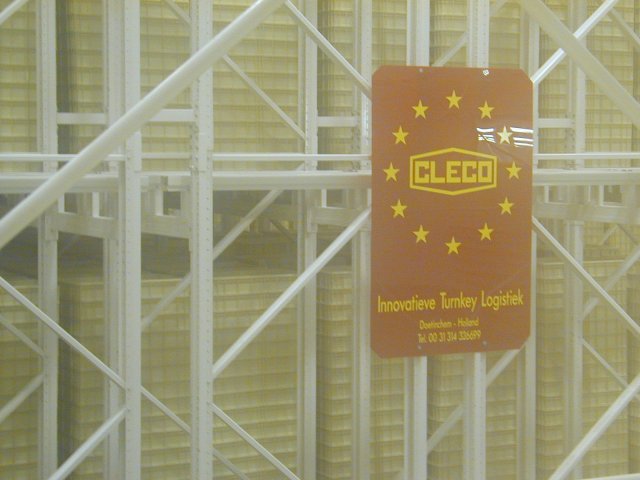 CLECO
Innovatieve Turnkey Logistiek
Doetinchem - Holland
Tel. 00 31 314 336699